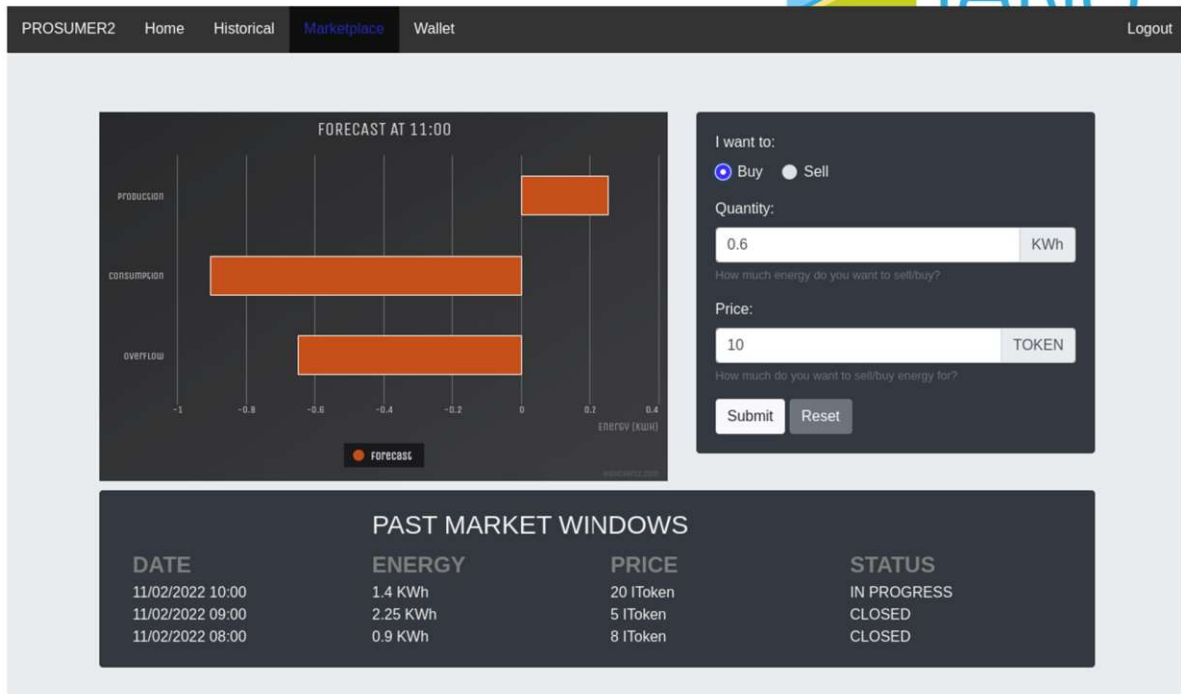 PROSUMER2 Home Historical Marketplace Wallet Logout
FORECAST AT 11:00
Production
Consumption
Overflow
-1 -0.8 -0.6 -0.4 -0.2 0 0.2 0.4
Energy (KWH)
Forecast
I want to:
Buy Sell
Quantity:
0.6 KWh
How much energy do you want to sell/buy?
Price:
10 TOKEN
How much do you want to sell/buy energy for?
Submit Reset
PAST MARKET WINDOWS
DATE ENERGY PRICE STATUS
11/02/2022 10:00 1.4 KWh 20 IToken IN PROGRESS
11/02/2022 09:00 2.25 KWh 5 IToken CLOSED
11/02/2022 08:00 0.9 KWh 8 IToken CLOSED